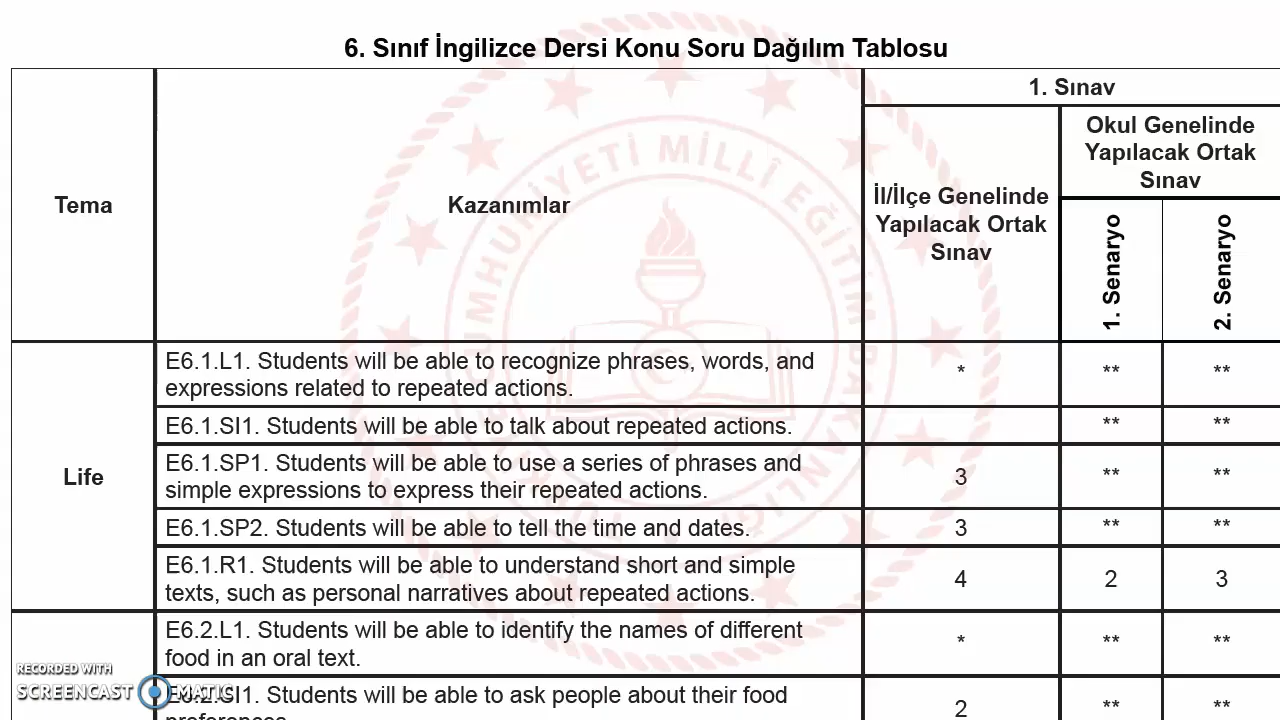 6. Sınıf İngilizce Dersi Konu Soru Dağılım Tablosu
Tema
Kazanımlar
1. Sınav
İl/İlçe Genelinde
Yapılacak Ortak
Sınav
Okul Genelinde
Yapılacak Ortak
Sınav
1. Senaryo
2. Senaryo
Life
E6.1.L1. Students will be able to recognize phrases, words, and
expressions related to repeated actions.
* ** **
E6.1.SI1. Students will be able to talk about repeated actions.
** **
E6.1.SP1. Students will be able to use a series of phrases and
simple expressions to express their repeated actions.
3 ** **
E6.1.SP2. Students will be able to tell the time and dates.
3 ** **
E6.1.R1. Students will be able to understand short and simple
texts, such as personal narratives about repeated actions.
4 2 3
E6.2.L1. Students will be able to identify the names of different
food in an oral text.
* ** **
E6.2.SI1. Students will be able to ask people about their food
preferences.
2 ** **
RECORDED WITH
SCREENCAST MATIC